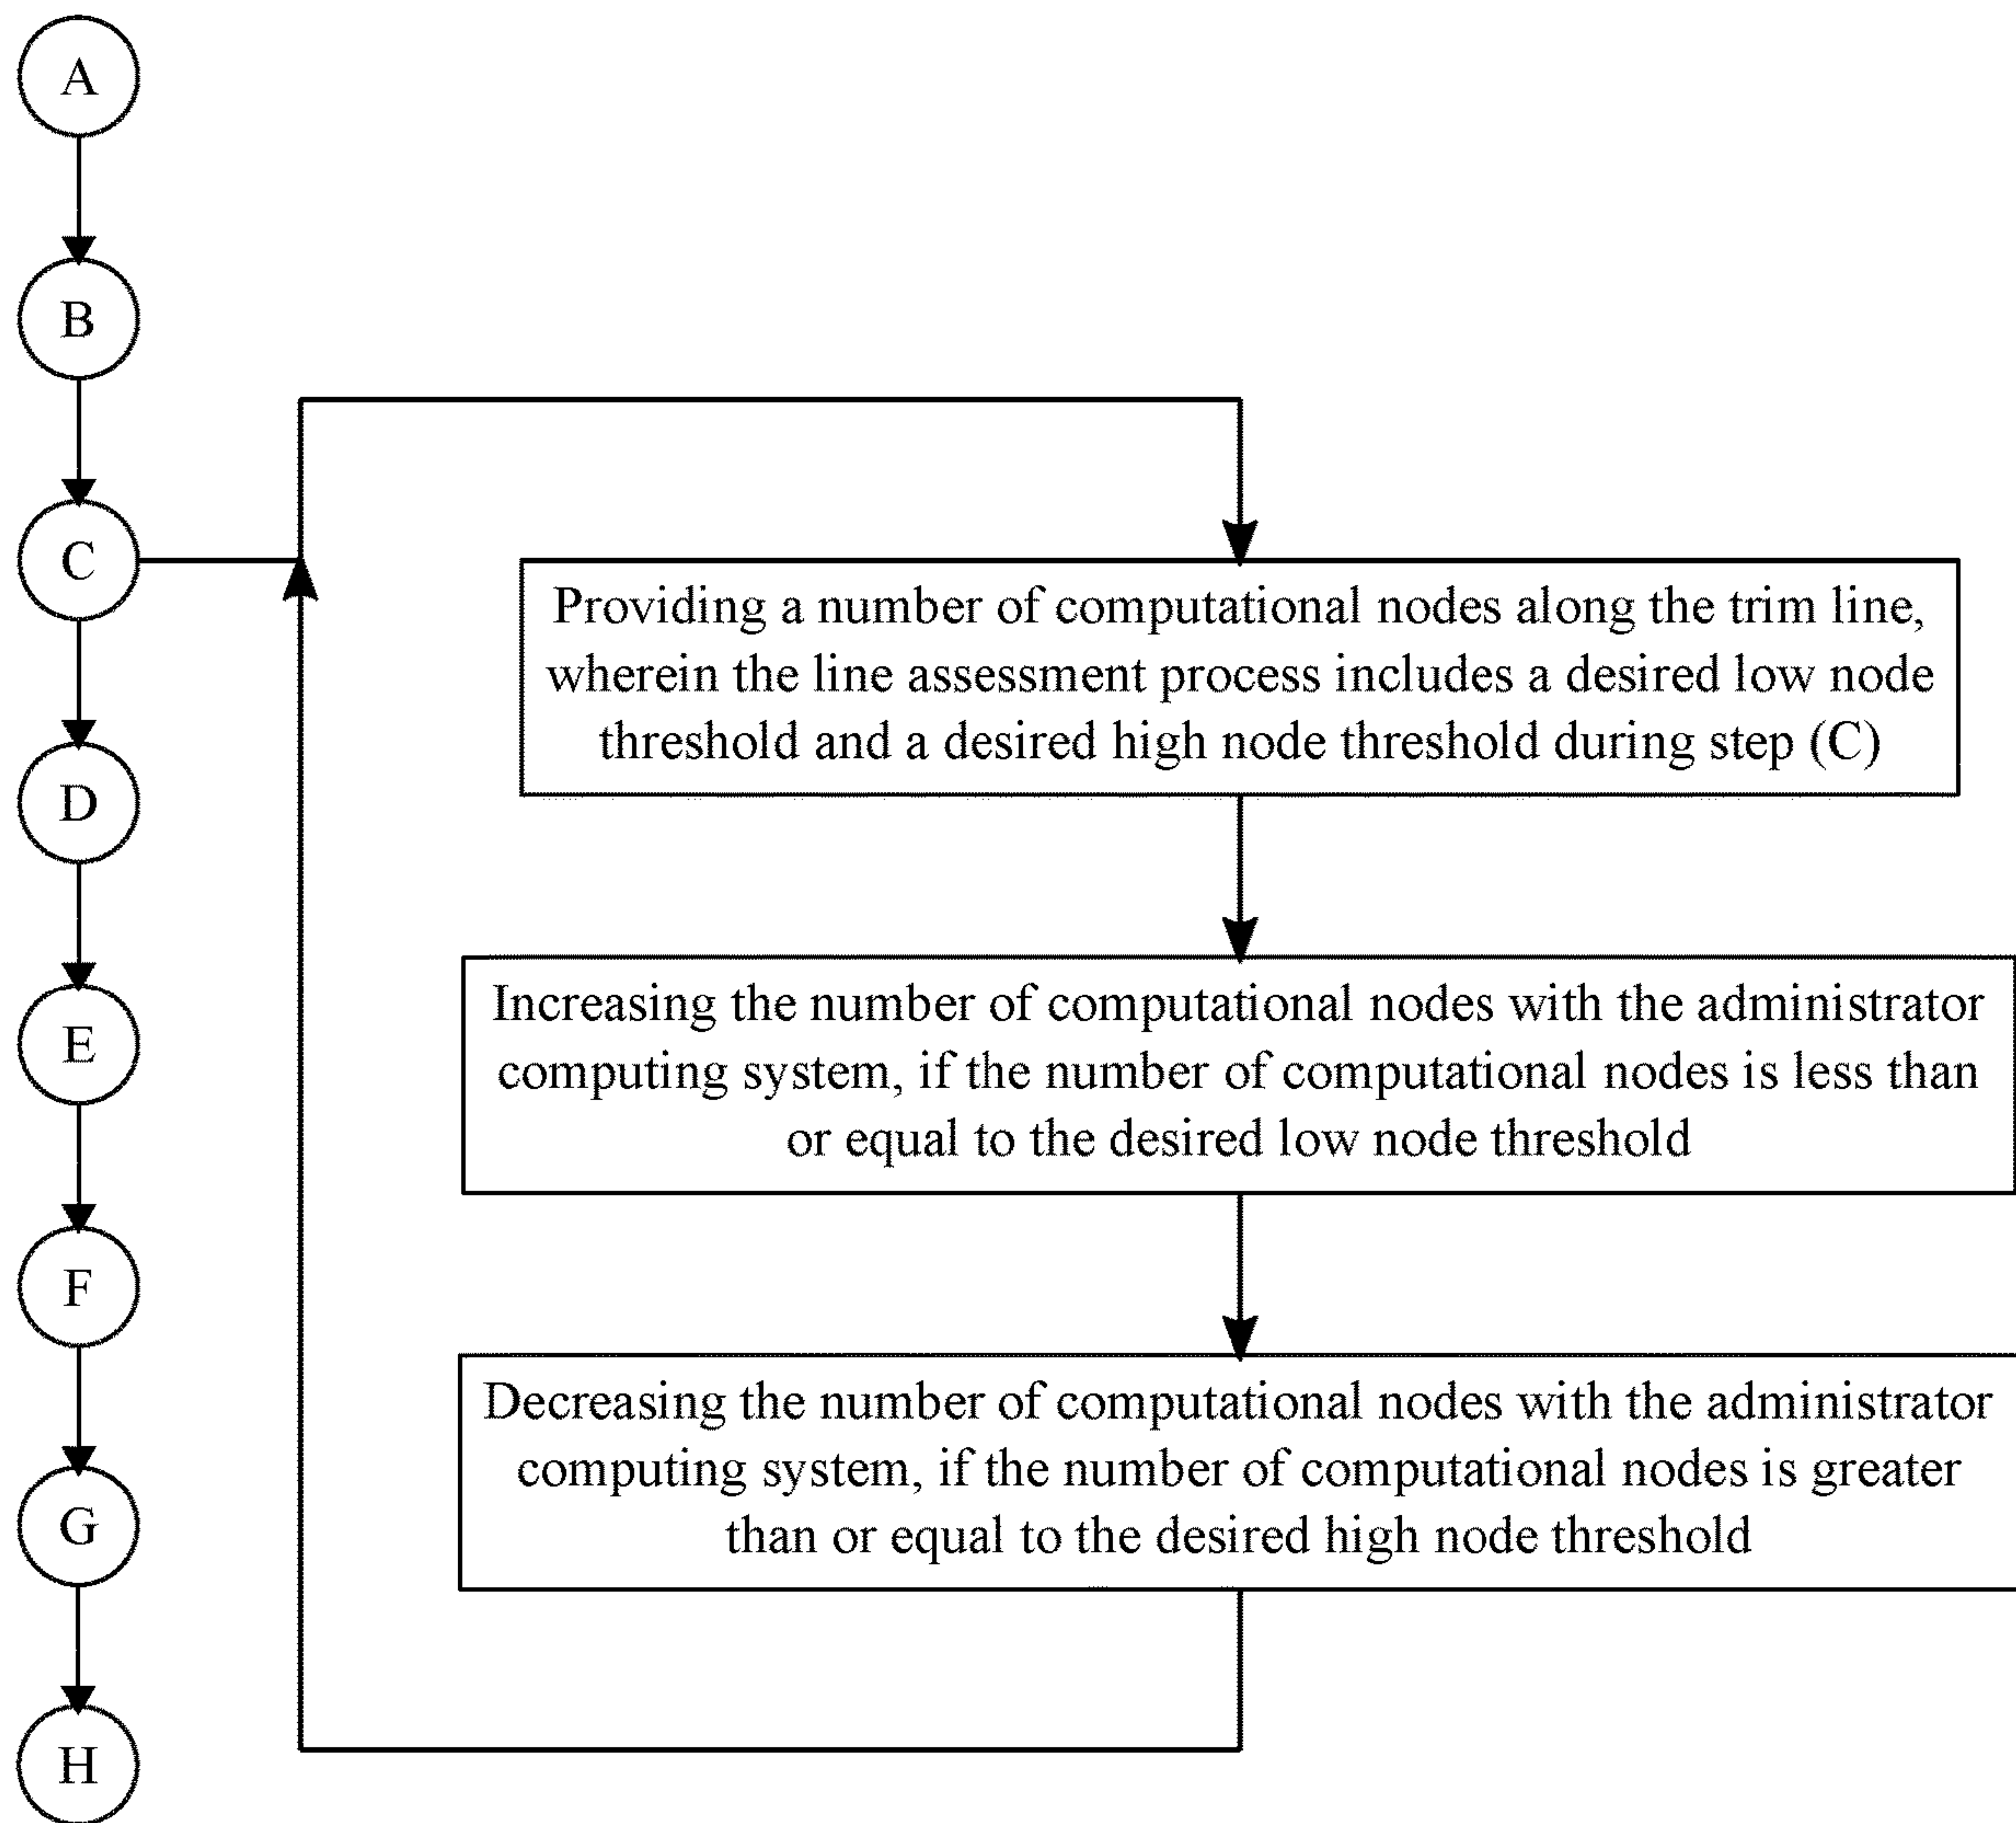 A
B
C
D
E
F
G
H
Providing a number of computational nodes along the trim line,
wherein the line assessment process includes a desired low node
threshold and a desired high node threshold during step (C)
Increasing the number of computational nodes with the administrator
computing system, if the number of computational nodes is less than
or equal to the desired low node threshold
Decreasing the number of computational nodes with the administrator
computing system, if the number of computational nodes is greater
than or equal to the desired high node threshold